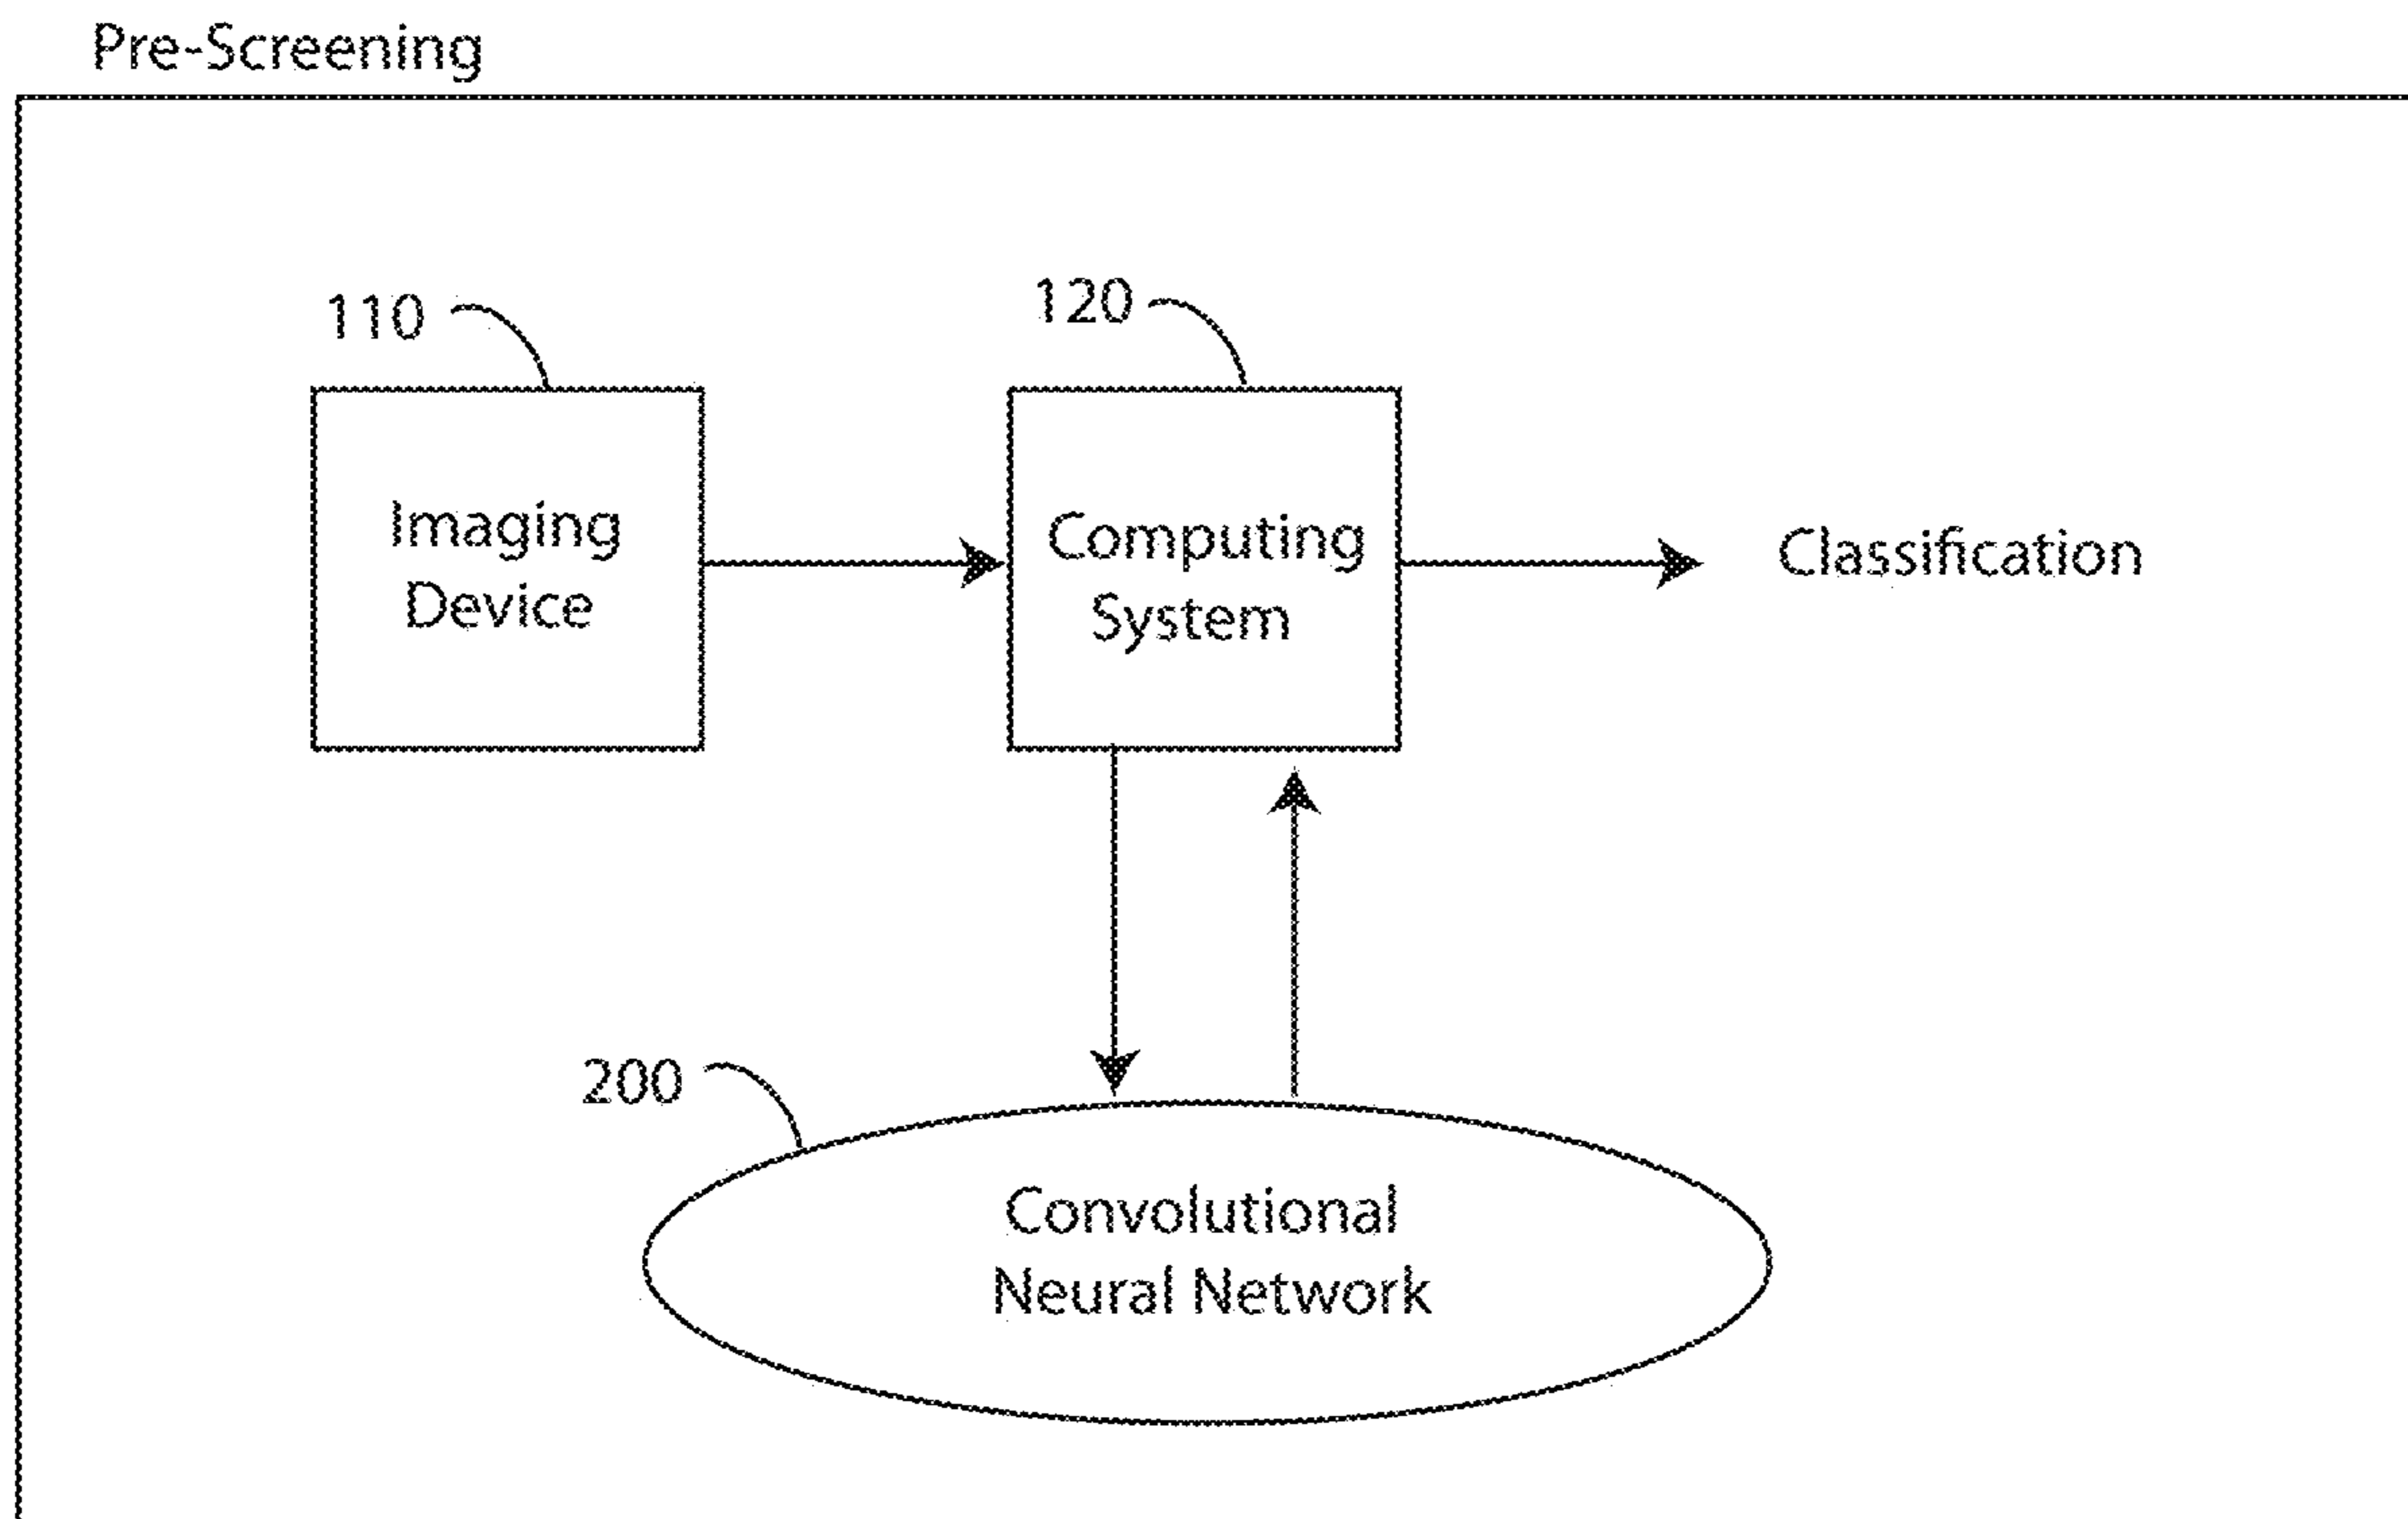 Pre-Screening
110
120
Imaging
Device
Computing
System
Classification
200
Convolutional
Neural Network